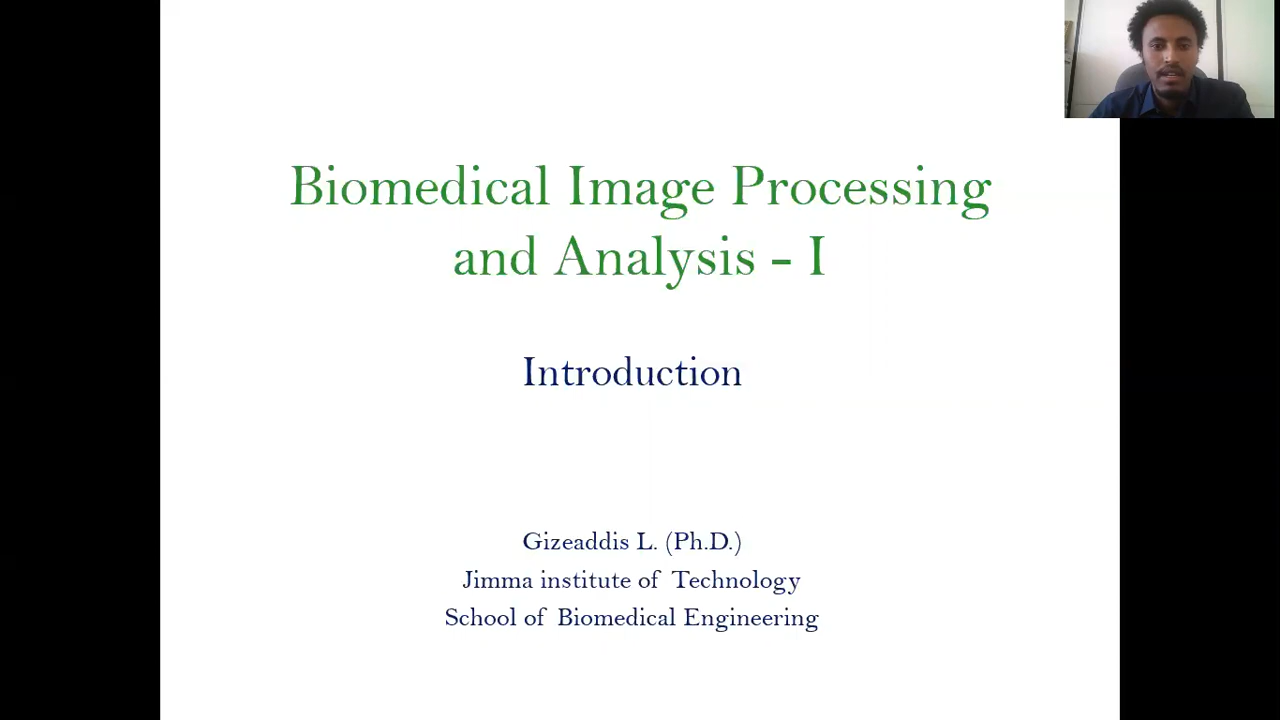 Biomedical Image Processing
and Analysis - I
Introduction
Gizeaddis L. (Ph.D.)
Jimma institute of Technology
School of Biomedical Engineering